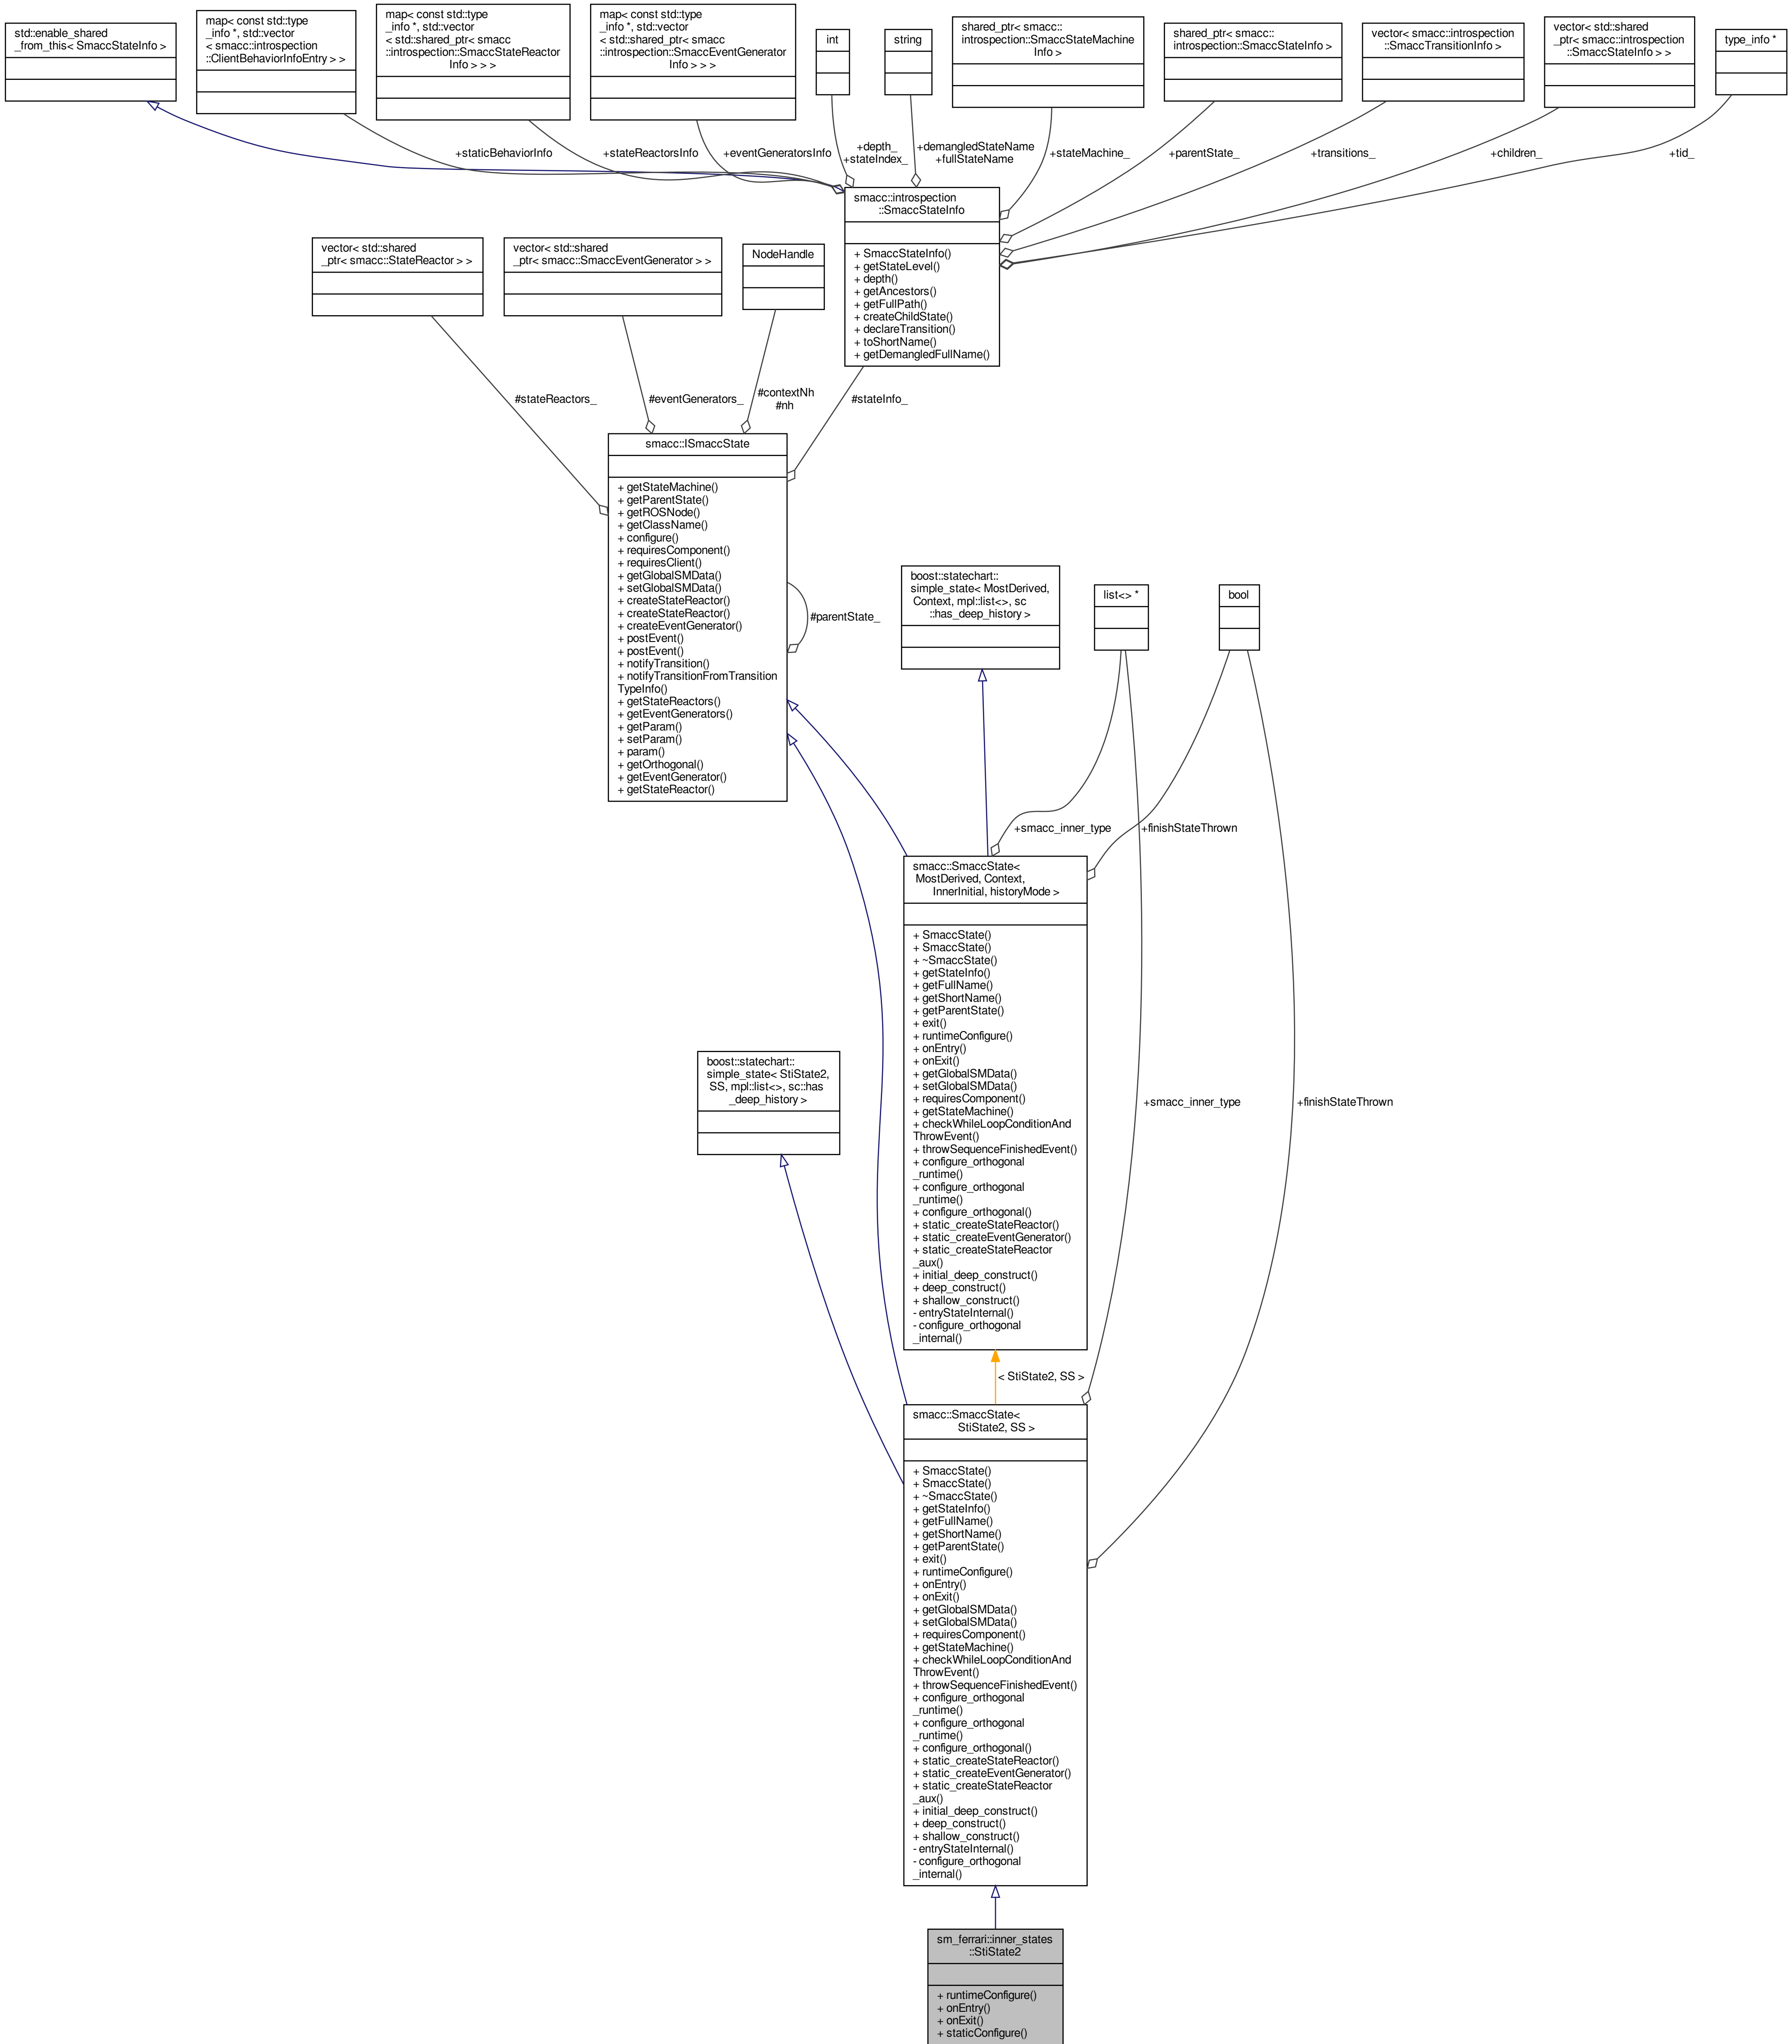 std::enable_shared
_from_this< SmaccStateInfo >
map< const std::type
_info *, std::vector
< smacc::introspection
::ClientBehaviorInfoEntry > >
map< const std::type
_info *, std::vector
< std::shared_ptr< smacc
::introspection::SmaccStateReactor
Info > > >
map< const std::type
_info *, std::vector
< std::shared_ptr< smacc
::introspection::SmaccEventGenerator
Info > > >
int
string
shared_ptr< smacc::
introspection::SmaccStateMachine
Info >
shared_ptr< smacc::
introspection::SmaccStateInfo >
vector< smacc::introspection
::SmaccTransitionInfo >
vector< std::shared
_ptr< smacc::introspection
::SmaccStateInfo > >
type_info *
+staticBehaviorInfo
+stateReactorsInfo
+eventGeneratorsInfo
+depth_
+stateIndex_
+demangledStateName
+fullStateName
+stateMachine_
+parentState_
+transitions_
+children_
+tid_
smacc::introspection
::SmaccStateInfo
+ SmaccStateInfo()
+ getStateLevel()
+ depth()
+ getAncestors()
+ getFullPath()
+ createChildState()
+ declareTransition()
+ toShortName()
+ getDemangledFullName()
vector< std::shared
_ptr< smacc::StateReactor > >
vector< std::shared
_ptr< smacc::SmaccEventGenerator > >
NodeHandle
#stateReactors_
#eventGenerators_
#contextNh
#nh
#stateInfo_
smacc::ISmaccState
+ getStateMachine()
+ getParentState()
+ getROSNode()
+ getClassName()
+ configure()
+ requiresComponent()
+ requiresClient()
+ getGlobalSMData()
+ setGlobalSMData()
+ createStateReactor()
+ createStateReactor()
+ createEventGenerator()
+ postEvent()
+ postEvent()
+ notifyTransition()
+ notifyTransitionFromTransition
TypeInfo()
+ getStateReactors()
+ getEventGenerators()
+ getParam()
+ setParam()
+ param()
+ getOrthogonal()
+ getEventGenerator()
+ getStateReactor()
#parentState_
boost::statechart::
simple_state< MostDerived,
Context, mpl::list<>, sc
::has_deep_history >
list<> *
bool
+smacc_inner_type
+finishStateThrown
smacc::SmaccState<
MostDerived, Context,
InnerInitial, historyMode >
+ SmaccState()
+ SmaccState()
+ ~SmaccState()
+ getStateInfo()
+ getFullName()
+ getShortName()
+ getParentState()
+ exit()
+ runtimeConfigure()
+ onEntry()
+ onExit()
+ getGlobalSMData()
+ setGlobalSMData()
+ requiresComponent()
+ getStateMachine()
+ checkWhileLoopConditionAnd
ThrowEvent()
+ throwSequenceFinishedEvent()
+ configure_orthogonal
_runtime()
+ configure_orthogonal
_runtime()
+ configure_orthogonal()
+ static_createStateReactor()
+ static_createEventGenerator()
+ static_createStateReactor
_aux()
+ initial_deep_construct()
+ deep_construct()
+ shallow_construct()
- entryStateInternal()
- configure_orthogonal
_internal()
boost::statechart::
simple_state< StiState2,
SS, mpl::list<>, sc::has
_deep_history >
+smacc_inner_type
+finishStateThrown
< StiState2, SS >
smacc::SmaccState<
StiState2, SS >
+ SmaccState()
+ SmaccState()
+ ~SmaccState()
+ getStateInfo()
+ getFullName()
+ getShortName()
+ getParentState()
+ exit()
+ runtimeConfigure()
+ onEntry()
+ onExit()
+ getGlobalSMData()
+ setGlobalSMData()
+ requiresComponent()
+ getStateMachine()
+ checkWhileLoopConditionAnd
ThrowEvent()
+ throwSequenceFinishedEvent()
+ configure_orthogonal
_runtime()
+ configure_orthogonal
_runtime()
+ configure_orthogonal()
+ static_createStateReactor()
+ static_createEventGenerator()
+ static_createStateReactor
_aux()
+ initial_deep_construct()
+ deep_construct()
+ shallow_construct()
- entryStateInternal()
- configure_orthogonal
_internal()
sm_ferrari::inner_states
::StiState2
+ runtimeConfigure()
+ onEntry()
+ onExit()
+ staticConfigure()